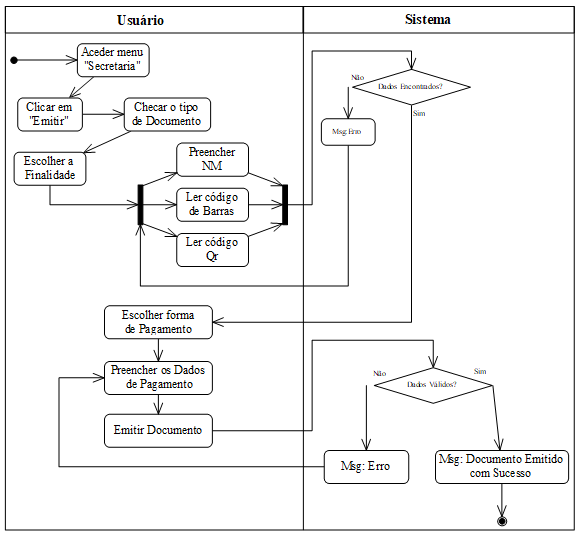 Usuário
Sistema
Aceder menu
"Secretaria"
Clicar em
"Emitir"
Checar o tipo
de Documento
Escolher a
Finalidade
Preencher
NM
Ler código
de Barras
Ler código
Qr
Não
Dados Encontrados?
Sim
Msg:Erro
Escolher forma
de Pagamento
Preencher os Dados
de Pagamento
Emitir Documento
Não
Dados Válidos?
Sim
Msg: Erro
Msg: Documento Emitido
com Sucesso